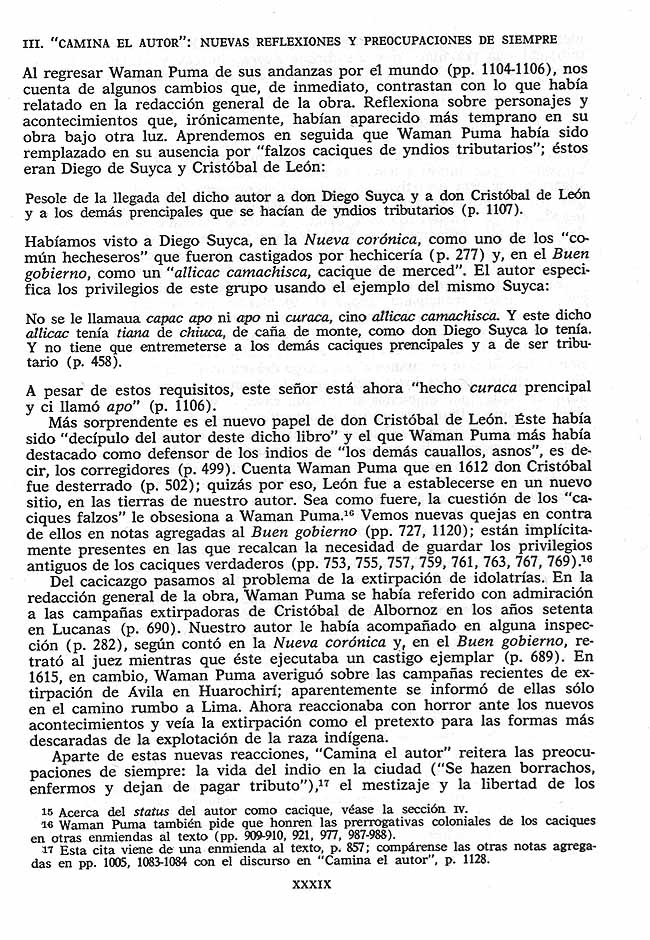 III. "CAMINA EL AUTOR": NUEVAS REFLEXIONES Y PREOCUPACIONES DE SIEMPRE
Al regresar Waman Puma de sus andanzas por el mundo (pp. 1104-1106), nos
cuenta de algunos cambios que, de inmediato, contrastan con lo que había
relatado en la redacción general de la obra. Reflexiona sobre personajes y
acontecimientos que, irónicamente, habían aparecido más temprano en su
obra bajo otra luz. Aprendemos en seguida que Waman Puma había sido
remplazado en su ausencia por "falzos caciques de yndios tributarios"; éstos
eran Diego de Suyca y Cristóbal de León:
Pesole de la llegada del dicho autor a don Diego Suyca y a don Cristóbal de León
y a los demás prencipales que se hacían de yndios tributarios (p. 1107).
Habíamos visto a Diego Suyca, en la Nueva corónica, como uno de los "co-
mún hecheseros" que fueron castigados por hechicería (p. 277) y, en el Buen
gobierno, como un "allicac camachisca, cacique de merced". El autor especi-
fica los privilegios de este grupo usando el ejemplo del mismo Suyca:
No se le llamaua capac apo ni apo ni curaca, cino allicac camachisca. Y este dicho
allicac tenía tiana de chiuca, de caña de monte, como don Diego Suyca lo tenía.
Y no tiene que entremeterse a los demás caciques prencipales y a de ser tribu-
tario (p. 458).
A pesar de estos requisitos, este señor está ahora "hecho curaca prencipal
y ci llamó apo" (p. 1106).
Más sorprendente es el nuevo papel de don Cristóbal de León. Éste había
sido "decípulo del autor deste dicho libro" y el que Waman Puma más había
destacado como defensor de los indios de "los demás cauallos, asnos", es de-
cir, los corregidores (p. 499). Cuenta Waman Puma que en 1612 don Cristóbal
fue desterrado (p. 502); quizás por eso, León fue a establecerse en un nuevo
sitio, en las tierras de nuestro autor. Sea como fuere, la cuestión de los "ca-
ciques falzos" le obsesiona a Waman Puma.¹⁶ Vemos nuevas quejas en contra
de ellos en notas agregadas al Buen gobierno (pp. 727, 1120); están implícita-
mente presentes en las que recalcan la necesidad de guardar los privilegios
antiguos de los caciques verdaderos (pp. 753, 755, 757, 759, 761, 763, 767, 769).¹⁶
Del cacicazgo pasamos al problema de la extirpación de idolatrías. En la
redacción general de la obra, Waman Puma se había referido con admiración
a las campañas extirpadoras de Cristóbal de Albornoz en los años setenta
en Lucanas (p. 690). Nuestro autor le había acompañado en alguna inspec-
ción (p. 282), según contó en la Nueva corónica y, en el Buen gobierno, re-
trató al juez mientras que éste ejecutaba un castigo ejemplar (p. 689). En
1615, en cambio, Waman Puma averiguó sobre las campañas recientes de ex-
tirpación de Ávila en Huarochirí; aparentemente se informó de ellas sólo
en el camino rumbo a Lima. Ahora reaccionaba con horror ante los nuevos
acontecimientos y veía la extirpación como el pretexto para las formas más
descaradas de la explotación de la raza indígena.
Aparte de estas nuevas reacciones, "Camina el autor" reitera las preocu-
paciones de siempre: la vida del indio en la ciudad ("Se hazen borrachos,
enfermos y dejan de pagar tributo"),¹⁷ el mestizaje y la libertad de los
15 Acerca del status del autor como cacique, véase la sección IV.
16 Waman Puma también pide que honren las prerrogativas coloniales de los caciques
en otras enmiendas al texto (pp. 909-910, 921, 977, 987-988).
17 Esta cita viene de una enmienda al texto, p. 857; compárense las otras notas agrega-
das en pp. 1005, 1083-1084 con el discurso en "Camina el autor", p. 1128.
XXXIX